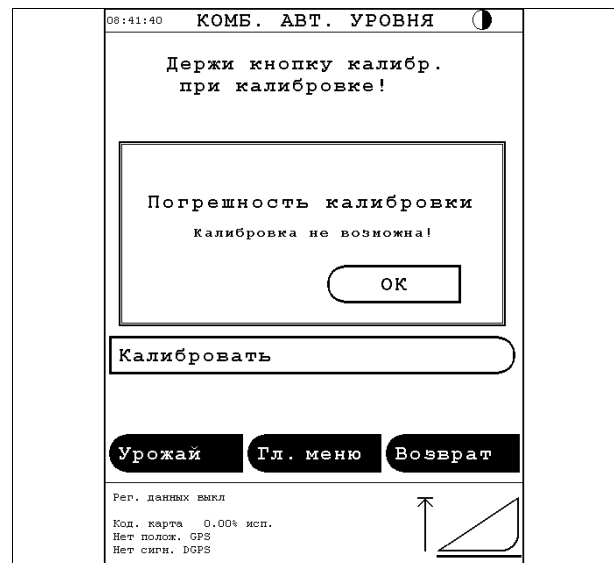 08:41:40 КОМБ. АВТ. УРОВНЯ
Держи кнопку калибр.
при калибровке!
Погрешность калибровки
Калибровка не возможна!
ОК
Калибровать
Урожай Гл. меню Возврат
Рег. данных выкл
Код. карта 0.00% исп.
Нет полож. GPS
Нет сигн. DGPS